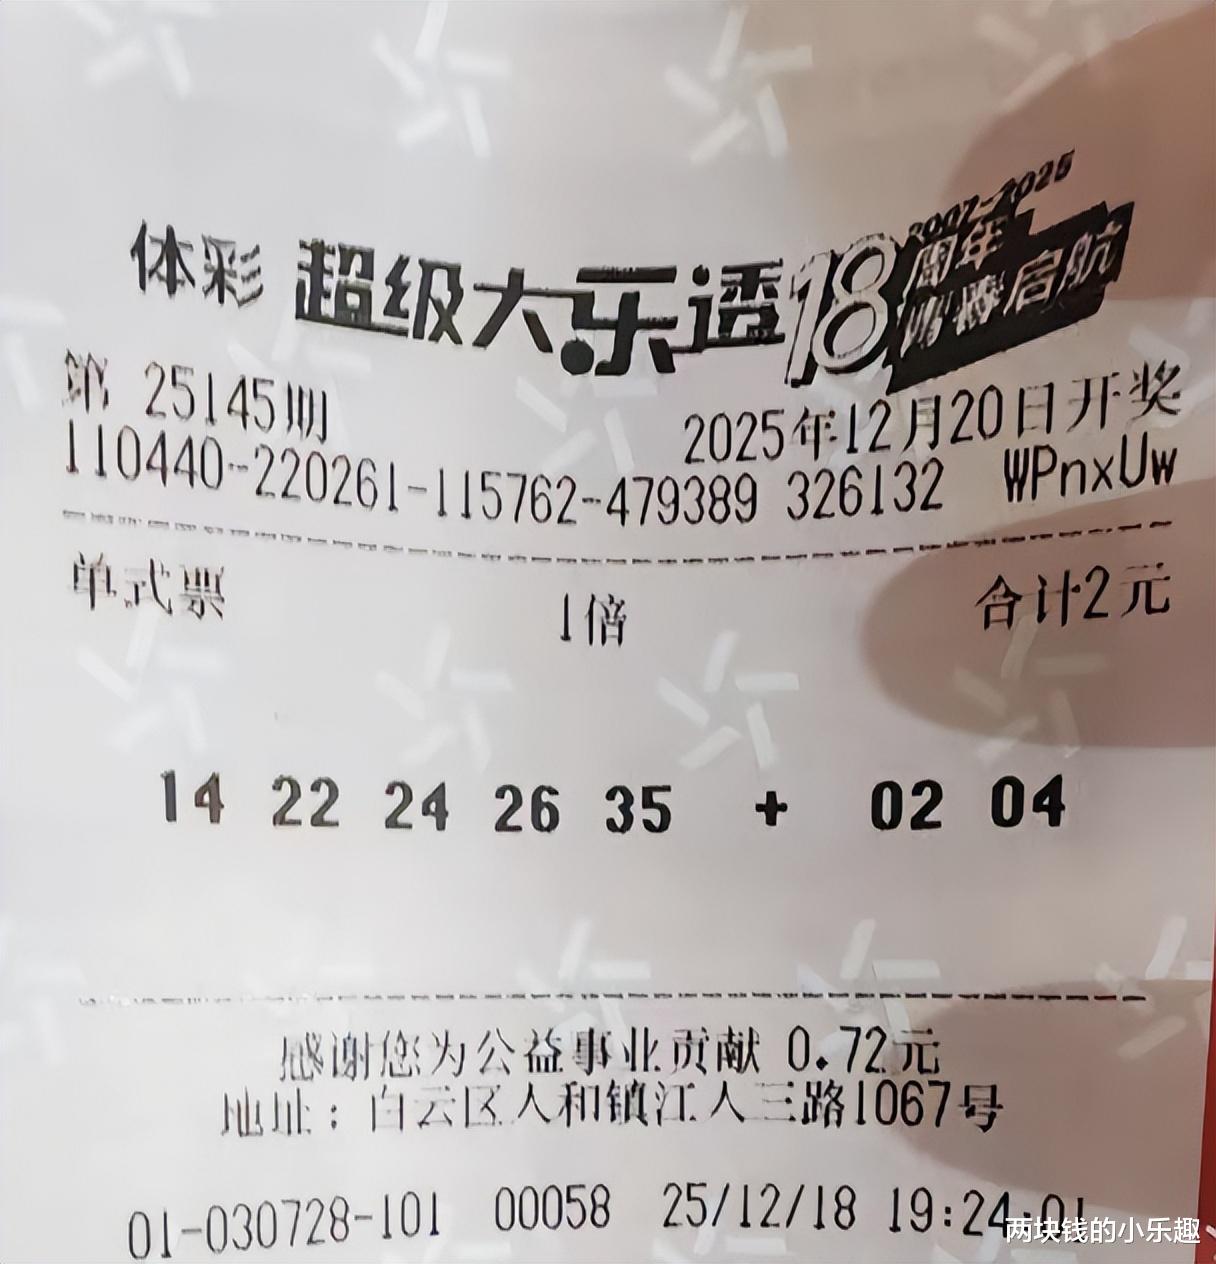 2007-2025
体彩 超级大乐透 18周年
启航
第 25145期 2025年12月20日开奖
110440-220261-115762-479389 326132 WPnxUw
单式票 1倍 合计2元
14 22 24 26 35 + 02 04
感谢您为公益事业贡献 0.72元
地址：白云区人和镇江人三路1067号
01-030728-101 00058 25/12/18 19:24:01
两块钱的小乐趣